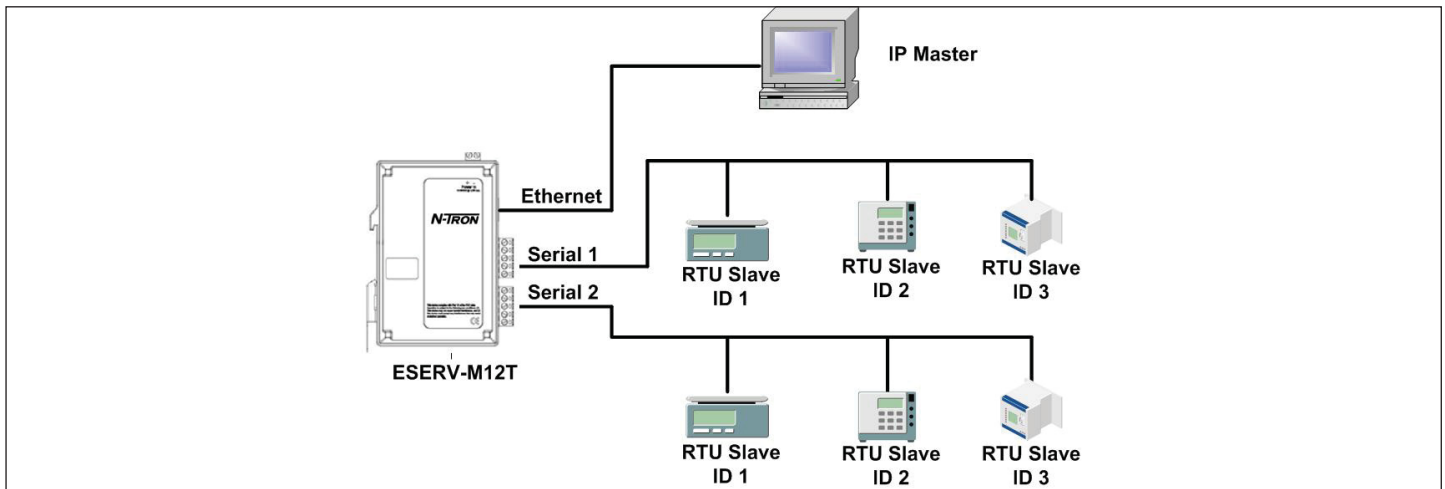 IP Master
Ethernet
N-TRON
Serial 1
RTU Slave
ID 1
RTU Slave
ID 2
RTU Slave
ID 3
Serial 2
CE
ESERV-M12T
RTU Slave
ID 1
RTU Slave
ID 2
RTU Slave
ID 3